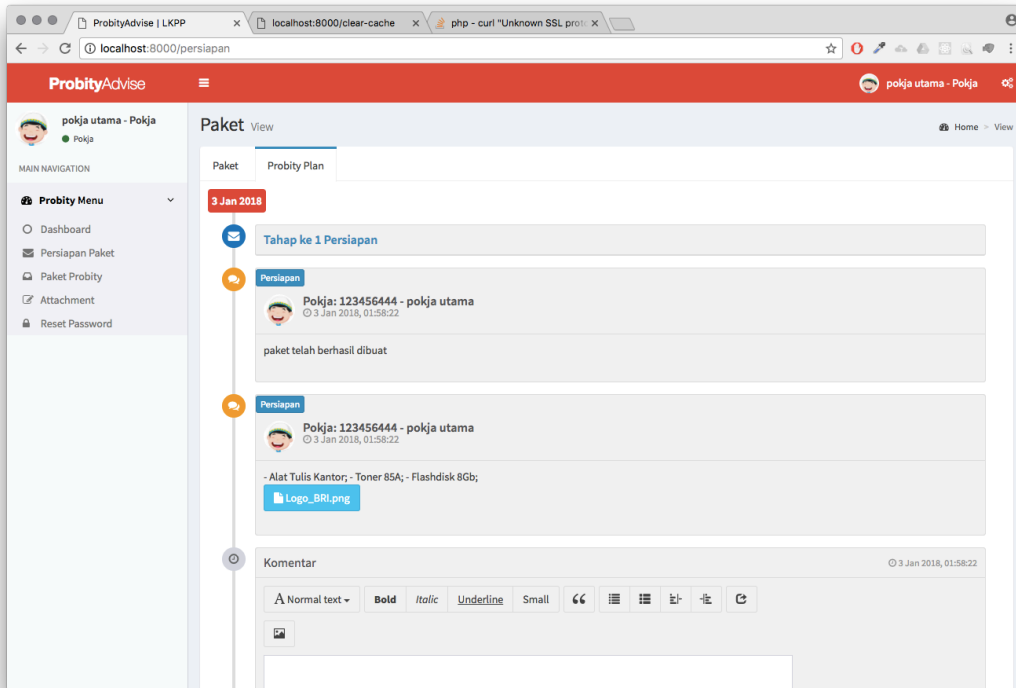 ProbityAdvise | LKPP
localhost:8000/clear-cache
php - curl "Unknown SSL proto
localhost:8000/persiapan
ProbityAdvise
pokja utama - Pokja
pokja utama - Pokja
Pokja
MAIN NAVIGATION
Probity Menu
Dashboard
Persiapan Paket
Paket Probity
Attachment
Reset Password
Paket View
Home > View
Paket
Probity Plan
3 Jan 2018
Tahap ke 1 Persiapan
Persiapan
Pokja: 123456444 - pokja utama
3 Jan 2018, 01:58:22
paket telah berhasil dibuat
Persiapan
Pokja: 123456444 - pokja utama
3 Jan 2018, 01:58:22
- Alat Tulis Kantor; - Toner 85A; - Flashdisk 8Gb;
Logo_BRI.png
Komentar
3 Jan 2018, 01:58:22
A Normal text
Bold
Italic
Underline
Small